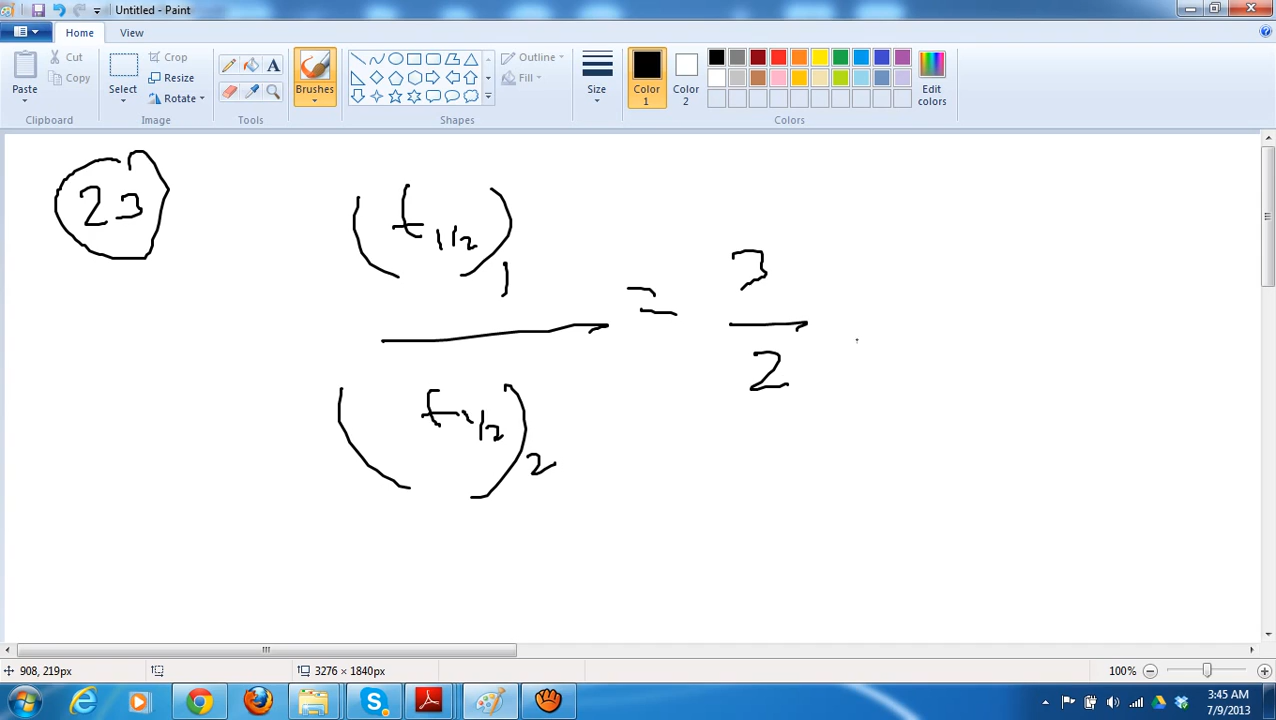 Untitled - Paint
Home View
Paste
Cut
Copy
Select
Crop
Resize
Rotate
A
Brushes
Outline
Fill
Size
Color 1
Color 2
Edit colors
Clipboard
Image
Tools
Shapes
Colors
23
(t1/2)1
= 3
2
(t1/2)2
908, 219px
3276 × 1840px
100%
3:45 AM
7/9/2013